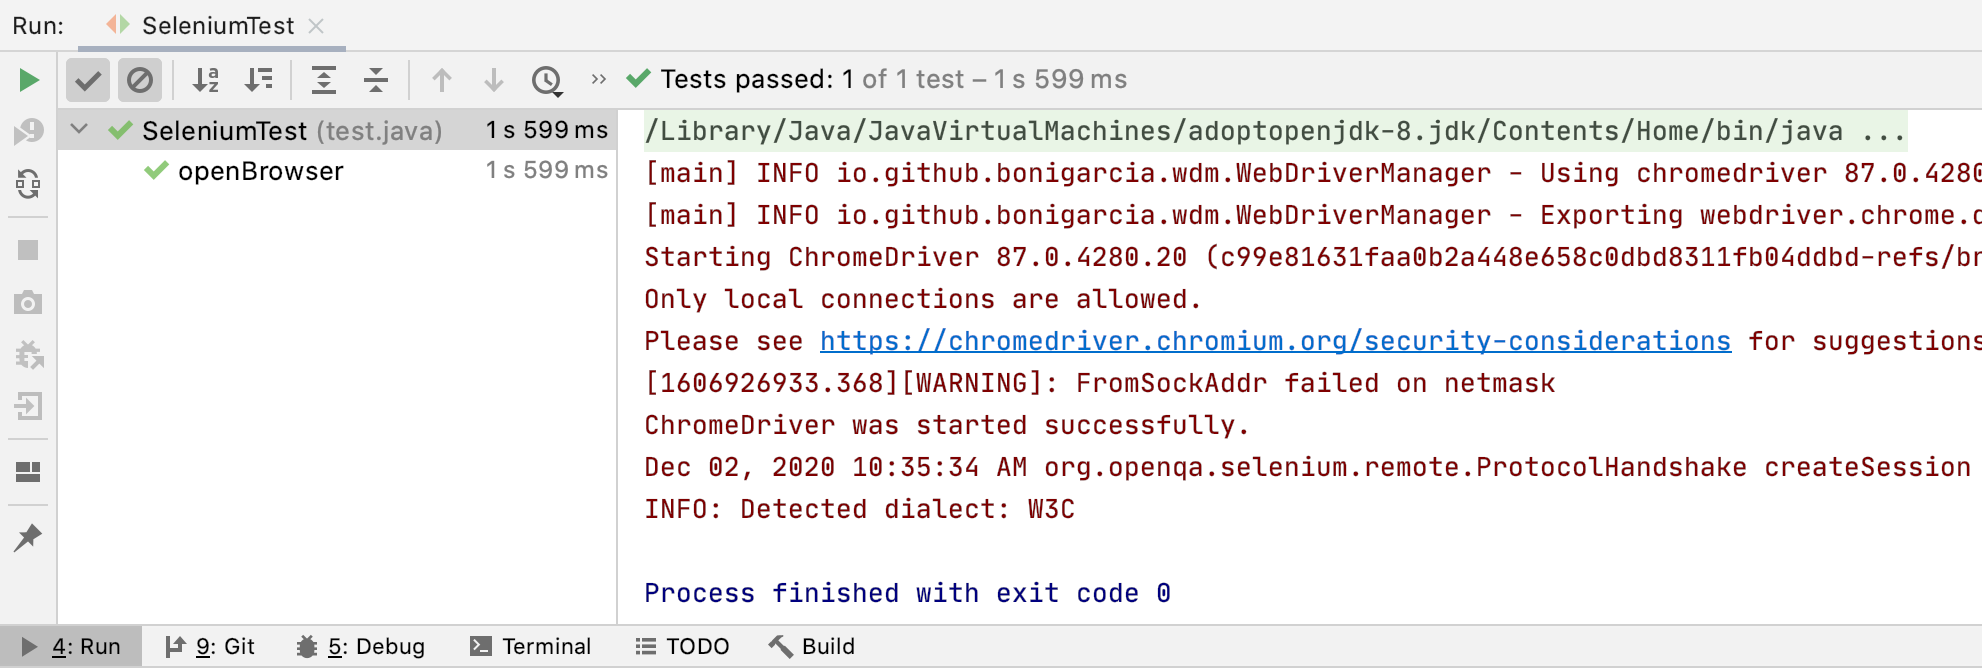 Run: SeleniumTest
Tests passed: 1 of 1 test – 1 s 599 ms
SeleniumTest (test.java) 1 s 599 ms
openBrowser 1 s 599 ms
/Library/Java/JavaVirtualMachines/adoptopenjdk-8.jdk/Contents/Home/bin/java ...
[main] INFO io.github.bonigarcia.wdm.WebDriverManager - Using chromedriver 87.0.4280
[main] INFO io.github.bonigarcia.wdm.WebDriverManager - Exporting webdriver.chrome.d
Starting ChromeDriver 87.0.4280.20 (c99e81631faa0b2a448e658c0dbd8311fb04ddbd-refs/br
Only local connections are allowed.
Please see https://chromedriver.chromium.org/security-considerations for suggestions
[1606926933.368][WARNING]: FromSockAddr failed on netmask
ChromeDriver was started successfully.
Dec 02, 2020 10:35:34 AM org.openqa.selenium.remote.ProtocolHandshake createSession
INFO: Detected dialect: W3C
Process finished with exit code 0
4: Run 9: Git 5: Debug Terminal TODO Build